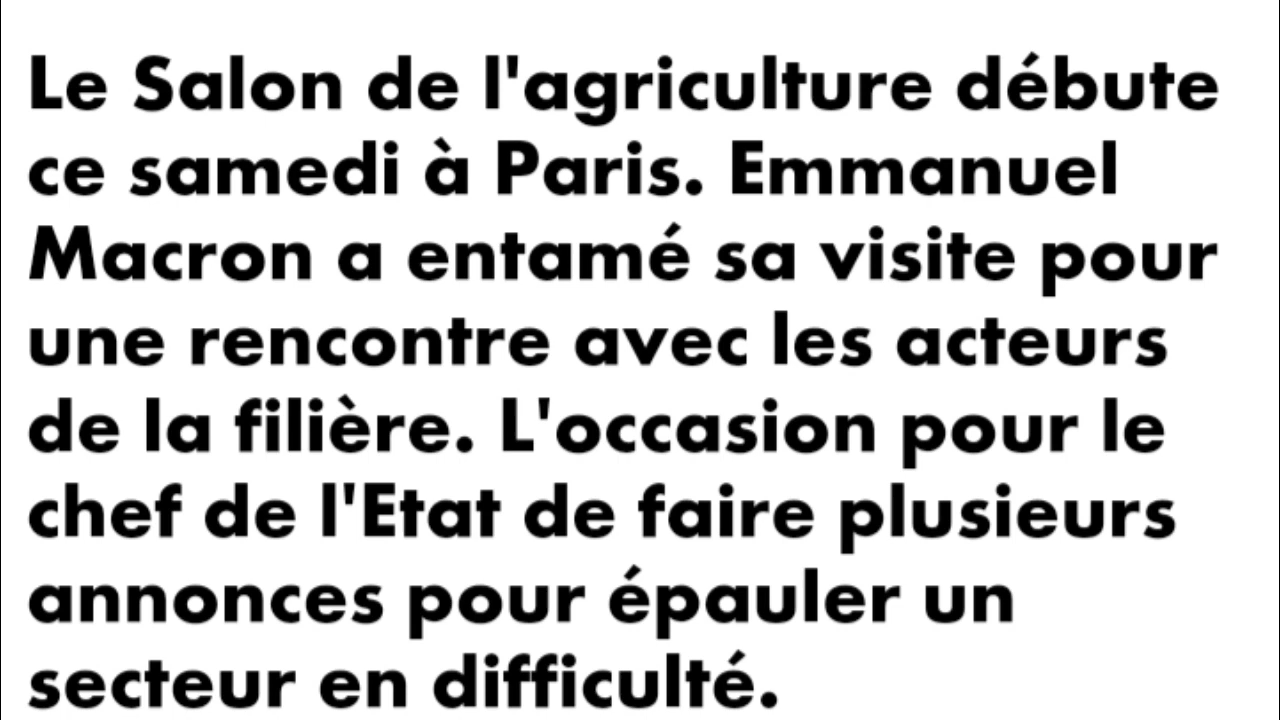 Le Salon de l'agriculture débute
ce samedi à Paris. Emmanuel
Macron a entamé sa visite pour
une rencontre avec les acteurs
de la filière. L'occasion pour le
chef de l'Etat de faire plusieurs
annonces pour épauler un
secteur en difficulté.